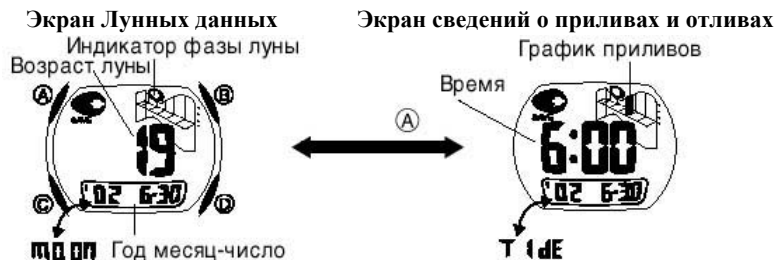 Экран Лунных данных
Экран сведений о приливах и отливах
Индикатор фазы луны
Возраст луны
График приливов
Время
A
B
C
D
A
19
'02 6-30
MOON
Год месяц-число
6:00
'02 6-30
TIdE